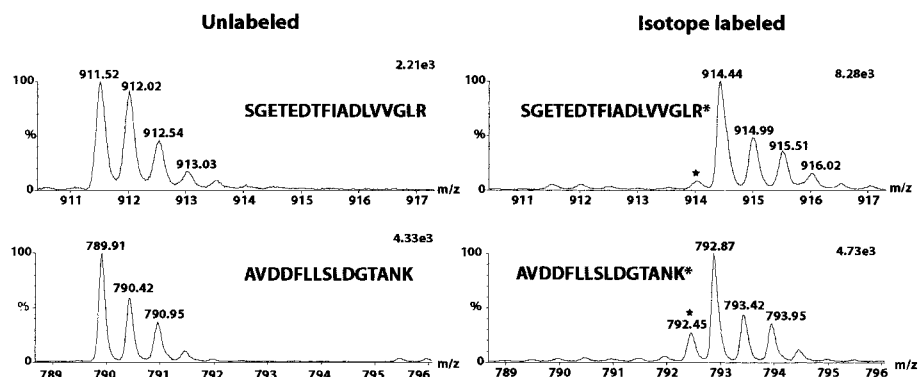 Unlabeled
Isotope labeled
2.21e3
100
911.52
912.02
SGETEDTFIADLVVGLR
%
912.54
913.03
0
911 912 913 914 915 916 917 m/z
8.28e3
100
914.44
SGETEDTFIADLVVGLR*
%
914.99
915.51
916.02
★
0
911 912 913 914 915 916 917 m/z
4.33e3
100
789.91
AVDDFLLSLDGTANK
%
790.42
790.95
0
789 790 791 792 793 794 795 796 m/z
4.73e3
100
792.87
AVDDFLLSLDGTANK*
%
★
792.45
793.42
793.95
0
789 790 791 792 793 794 795 796 m/z